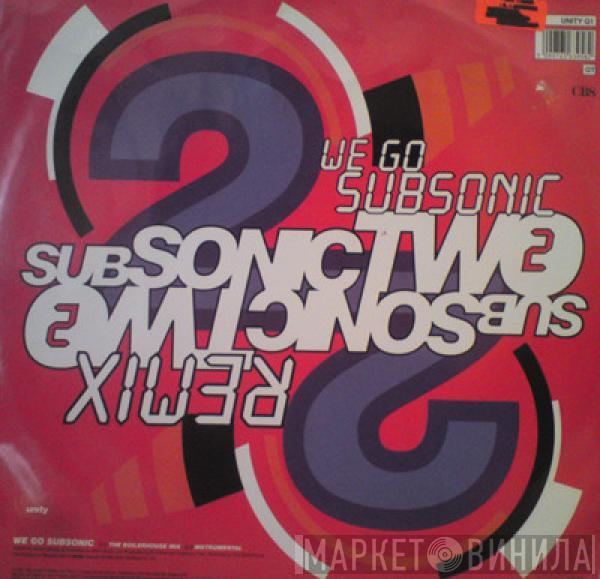 UNITY Q1
CBS
WE GO
SUBSONIC
SUBSONICTWO
2
SUBSONICTWO
2
REMIX
unity
WE GO SUBSONIC THE BOILERHOUSE MIX INSTRUMENTAL
МАРКЕТ ВИНИЛА